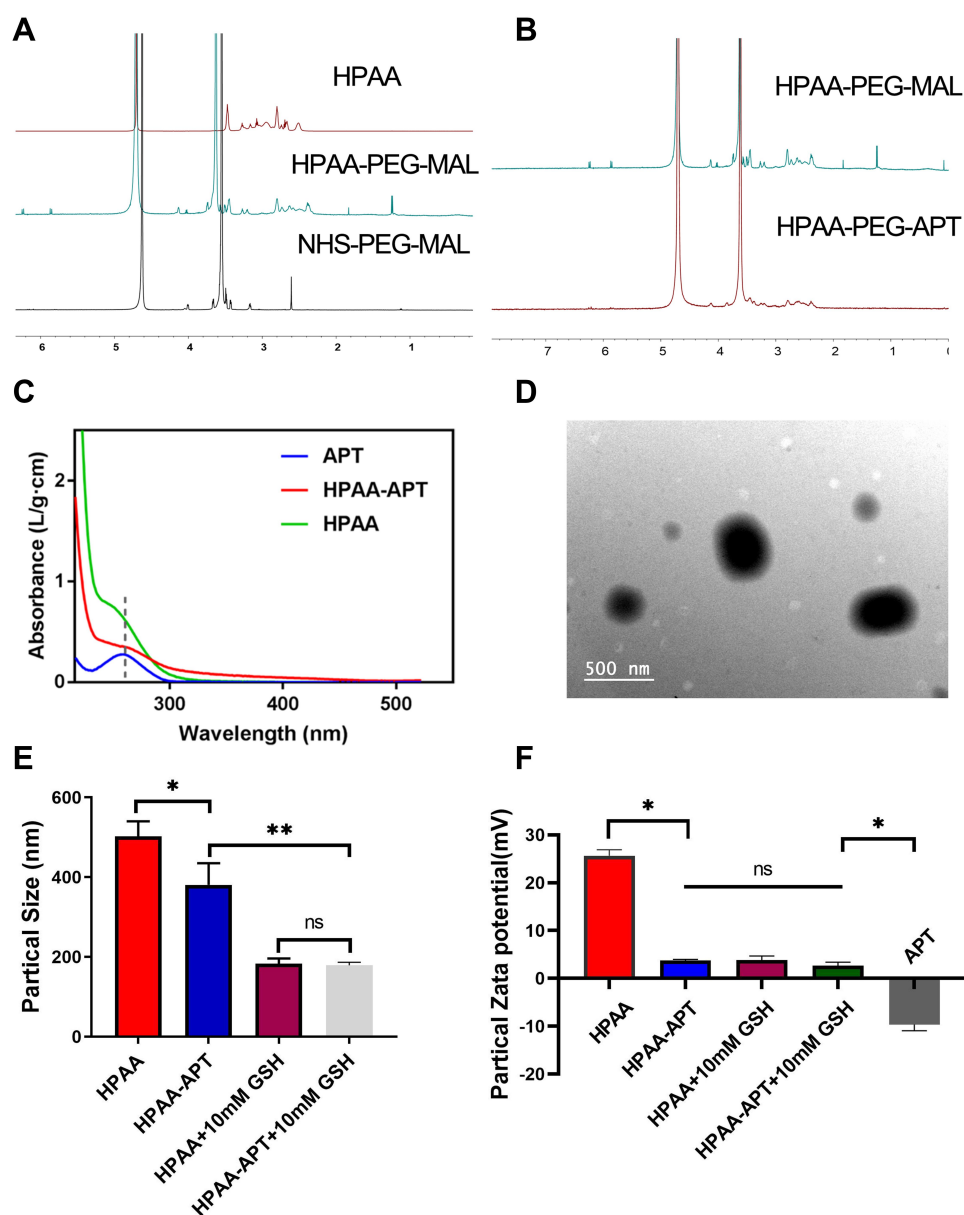 A
HPAA
HPAA-PEG-MAL
NHS-PEG-MAL
6 5 4 3 2 1
B
HPAA-PEG-MAL
HPAA-PEG-APT
7 6 5 4 3 2 1
C
APT
HPAA-APT
HPAA
Absorbance (L/g·cm)
2
1
0
300 400 500
Wavelength (nm)
D
500 nm
E
Partical Size (nm)
600
400
200
0
*
**
ns
HPAA
HPAA-APT
HPAA+10mM GSH
HPAA-APT+10mM GSH
F
Partical Zata potential(mV)
30
20
10
0
-10
-20
*
ns
*
HPAA
HPAA-APT
HPAA+10mM GSH
HPAA-APT+10mM GSH
APT